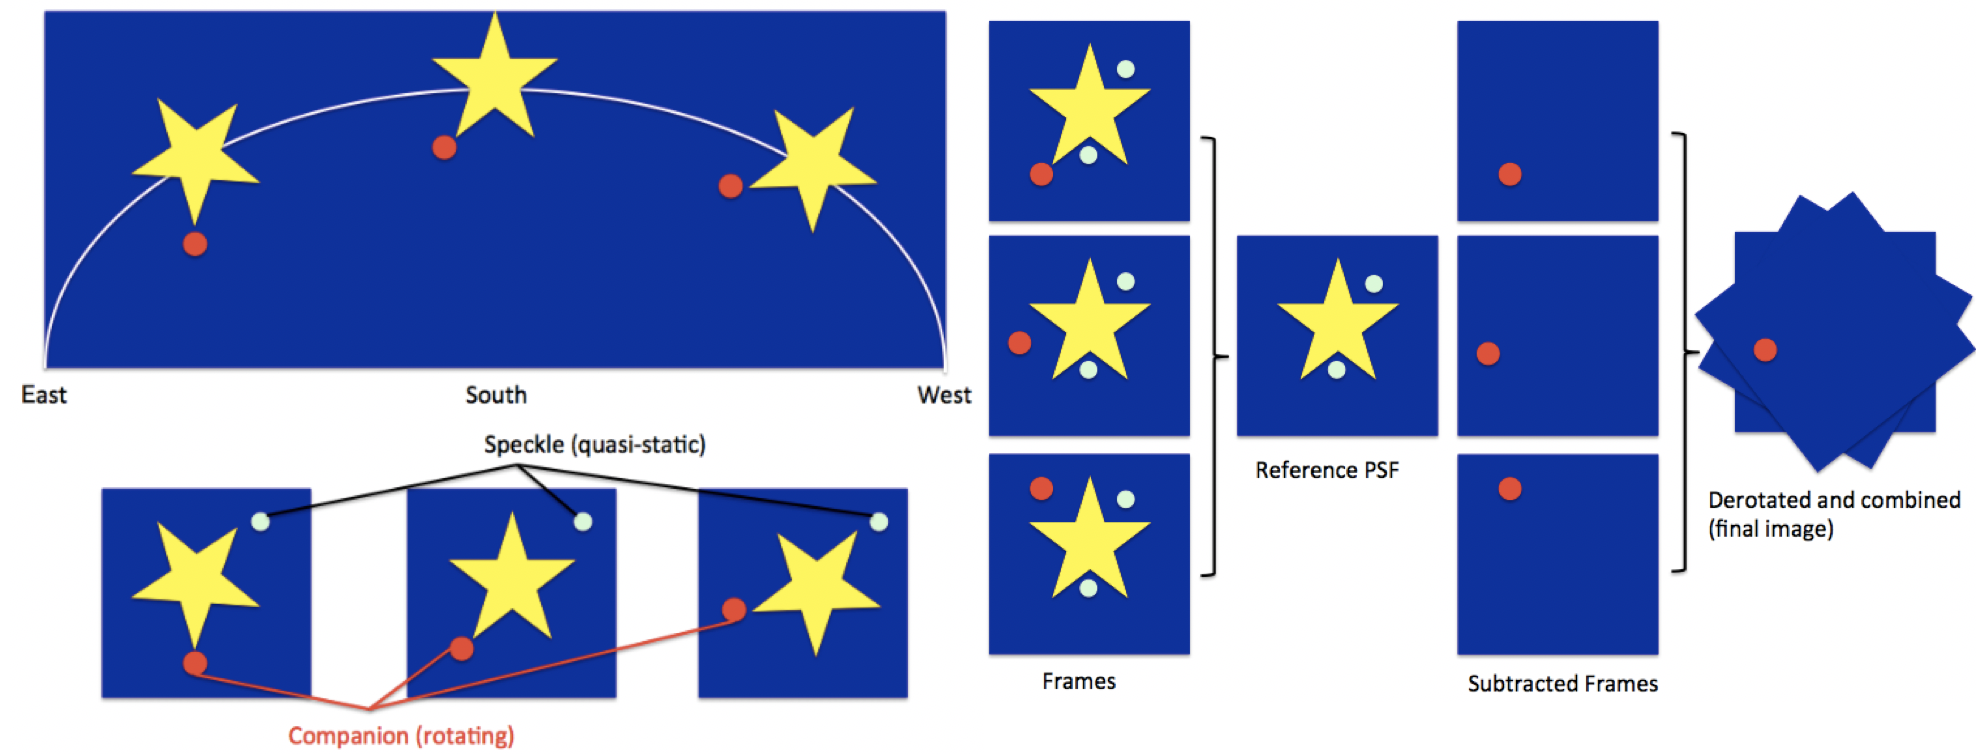 East
South
West
Speckle (quasi-static)
Companion (rotating)
Frames
Reference PSF
Subtracted Frames
Derotated and combined
(final image)